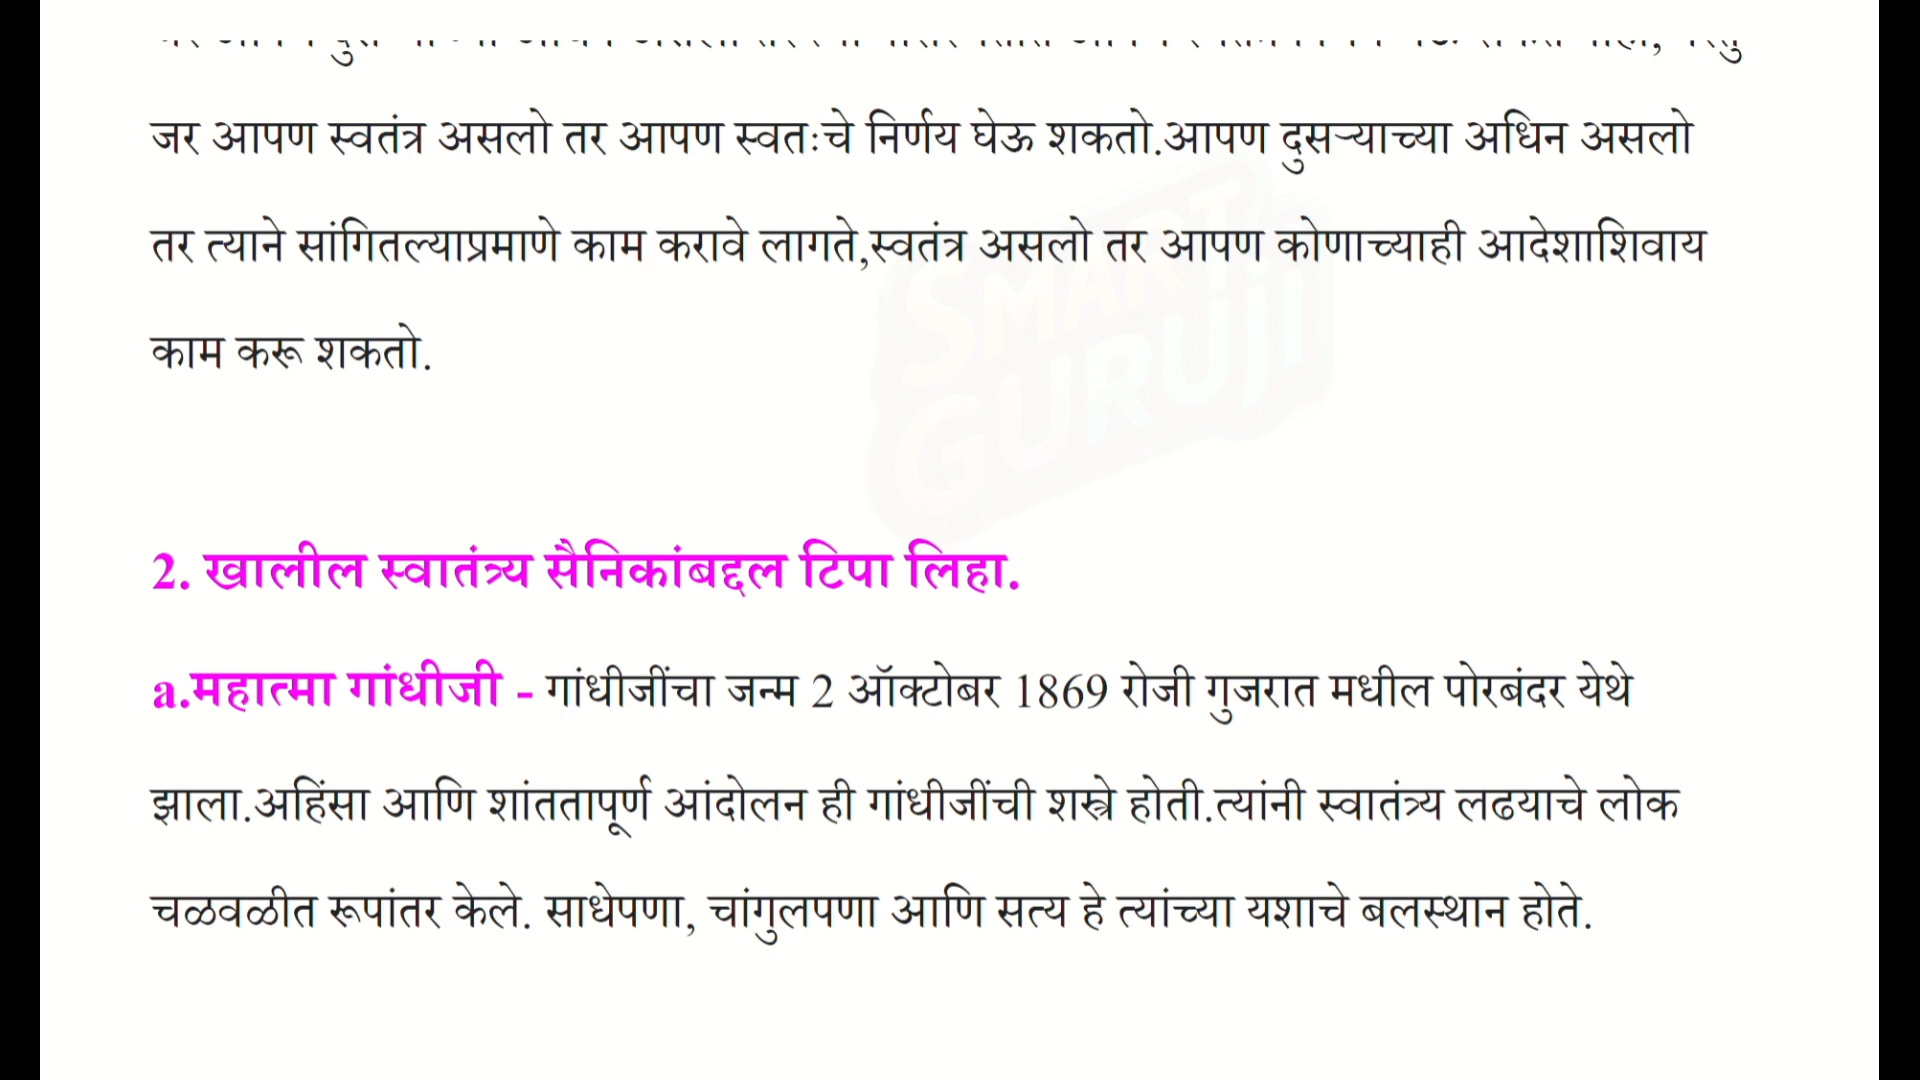 जर आपण स्वतंत्र असलो तर आपण स्वतःचे निर्णय घेऊ शकतो.आपण दुसऱ्याच्या अधिन असलो
तर त्याने सांगितल्याप्रमाणे काम करावे लागते,स्वतंत्र असलो तर आपण कोणाच्याही आदेशाशिवाय
काम करू शकतो.
SMART
GURUJI
2. खालील स्वातंत्र्य सैनिकांबद्दल टिपा लिहा.
a.महात्मा गांधीजी - गांधीजींचा जन्म 2 ऑक्टोबर 1869 रोजी गुजरात मधील पोरबंदर येथे
झाला.अहिंसा आणि शांततापूर्ण आंदोलन ही गांधीजींची शस्त्रे होती.त्यांनी स्वातंत्र्य लढयाचे लोक
चळवळीत रूपांतर केले. साधेपणा, चांगुलपणा आणि सत्य हे त्यांच्या यशाचे बलस्थान होते.